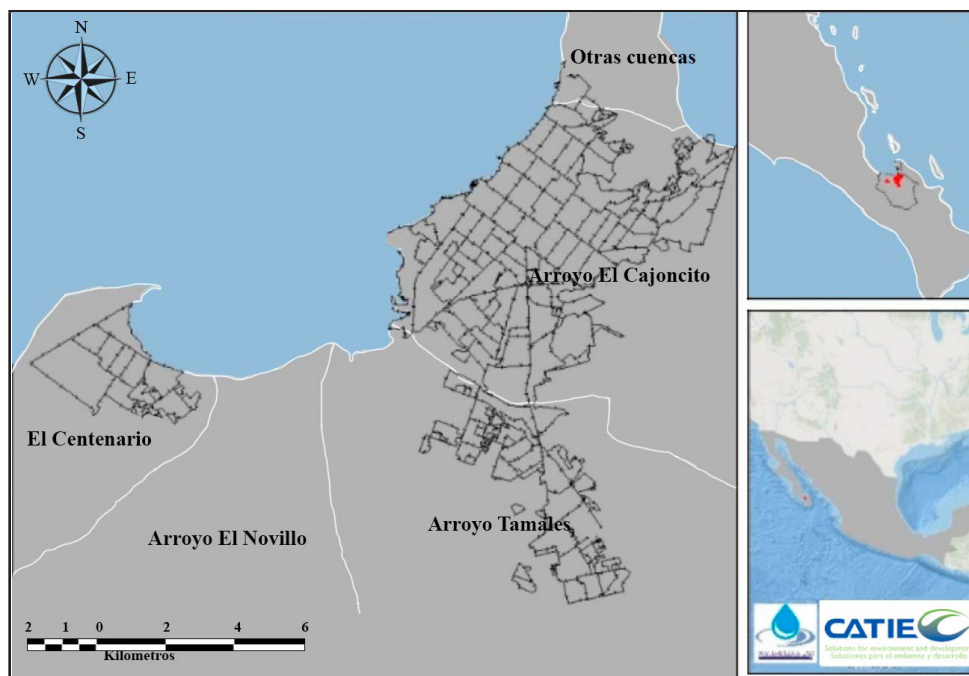 N
W E
S
Otras cuencas
Arroyo El Cajoncito
El Centenario
Arroyo Tamales
Arroyo El Novillo
2 1 0 2 4 6
Kilometros
CATIE
Solutions for environment and development
Soluciones para el ambiente y desarrollo